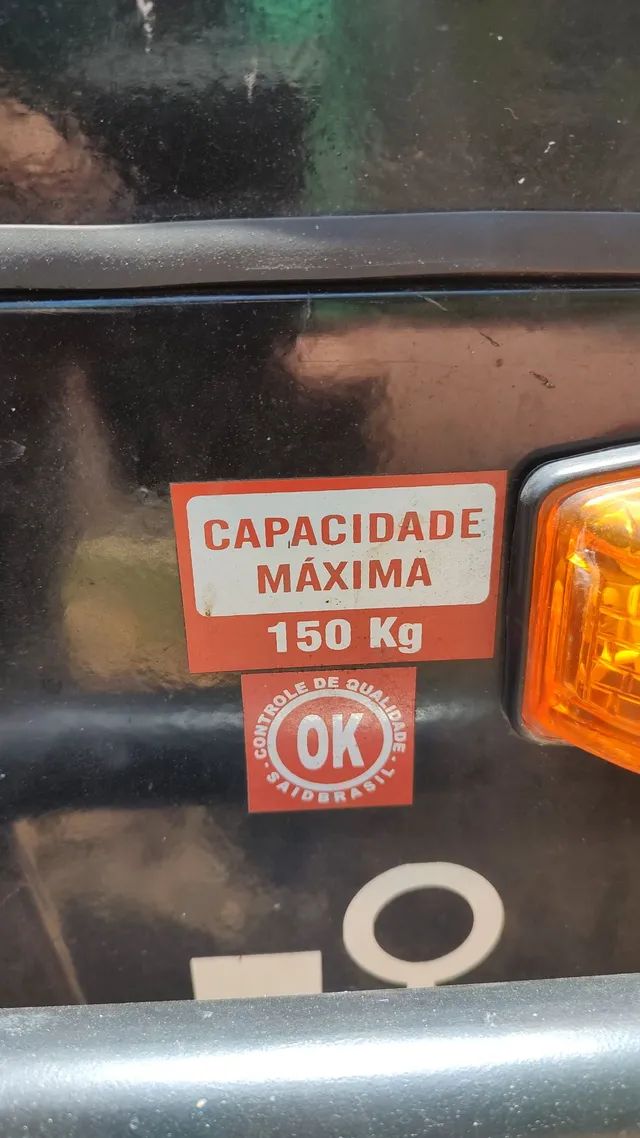 CAPACIDADE
MÁXIMA
150 Kg
CONTROLE DE QUALIDADE
OK
SAIDBRASIL